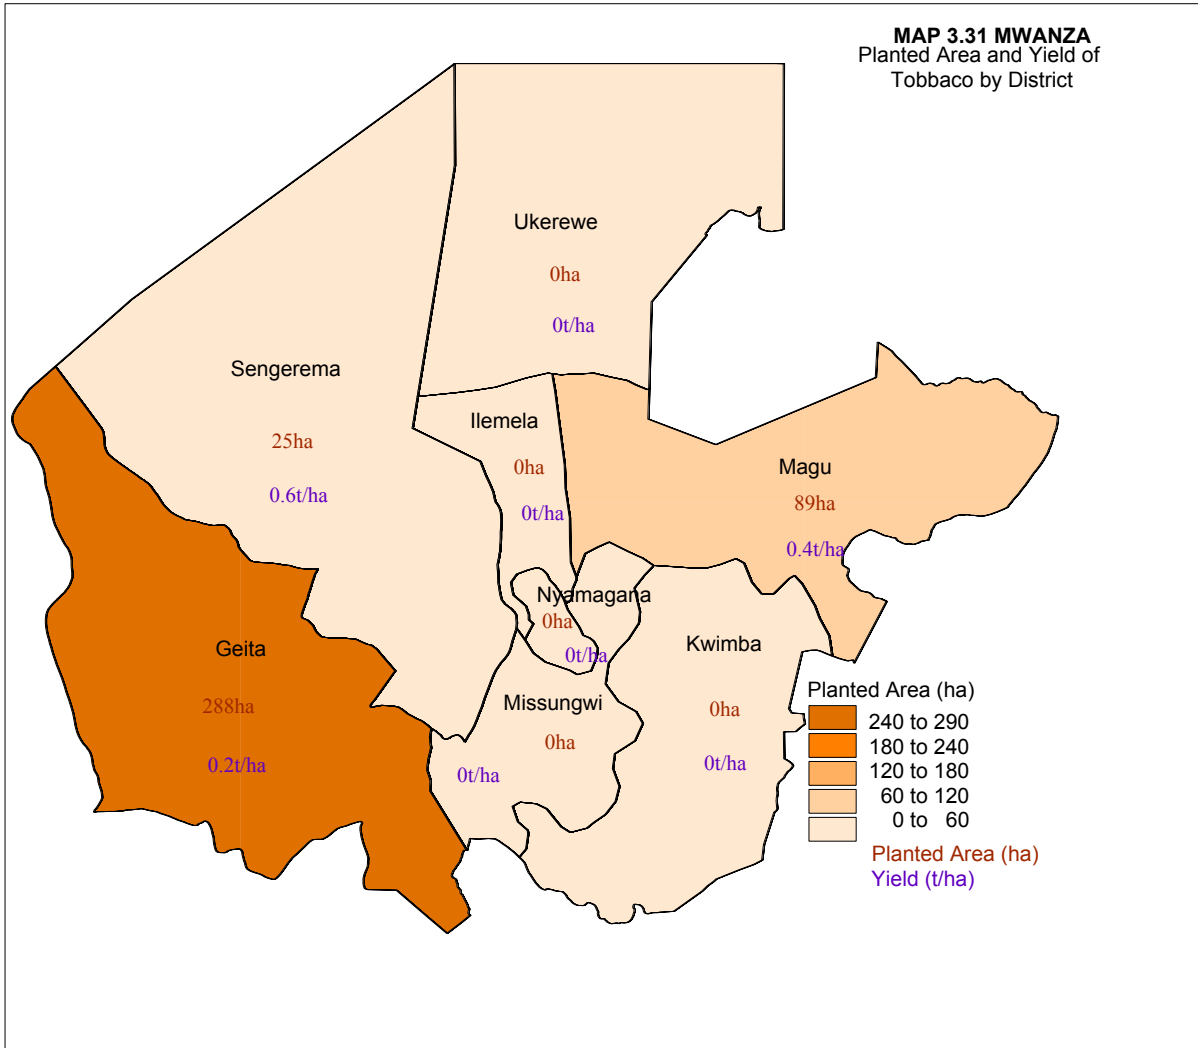 MAP 3.31 MWANZA
Planted Area and Yield of
Tobbaco by District
Ukerewe
0ha
0t/ha
Sengerema
25ha
0.6t/ha
Ilemela
0ha
0t/ha
Magu
89ha
0.4t/ha
Nyamagana
0ha
0t/ha
Geita
288ha
0.2t/ha
Missungwi
0ha
0t/ha
Kwimba
0ha
0t/ha
Planted Area (ha)
240 to 290
180 to 240
120 to 180
60 to 120
0 to 60
Planted Area (ha)
Yield (t/ha)